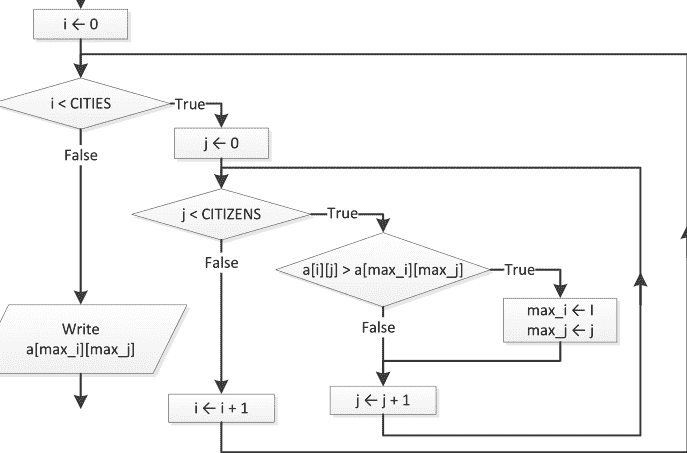 i ← 0
i < CITIES
True
j ← 0
False
j < CITIZENS
True
False
a[i][j] > a[max_i][max_j]
True
max_i ← I
max_j ← j
False
Write
a[max_i][max_j]
j ← j + 1
i ← i + 1